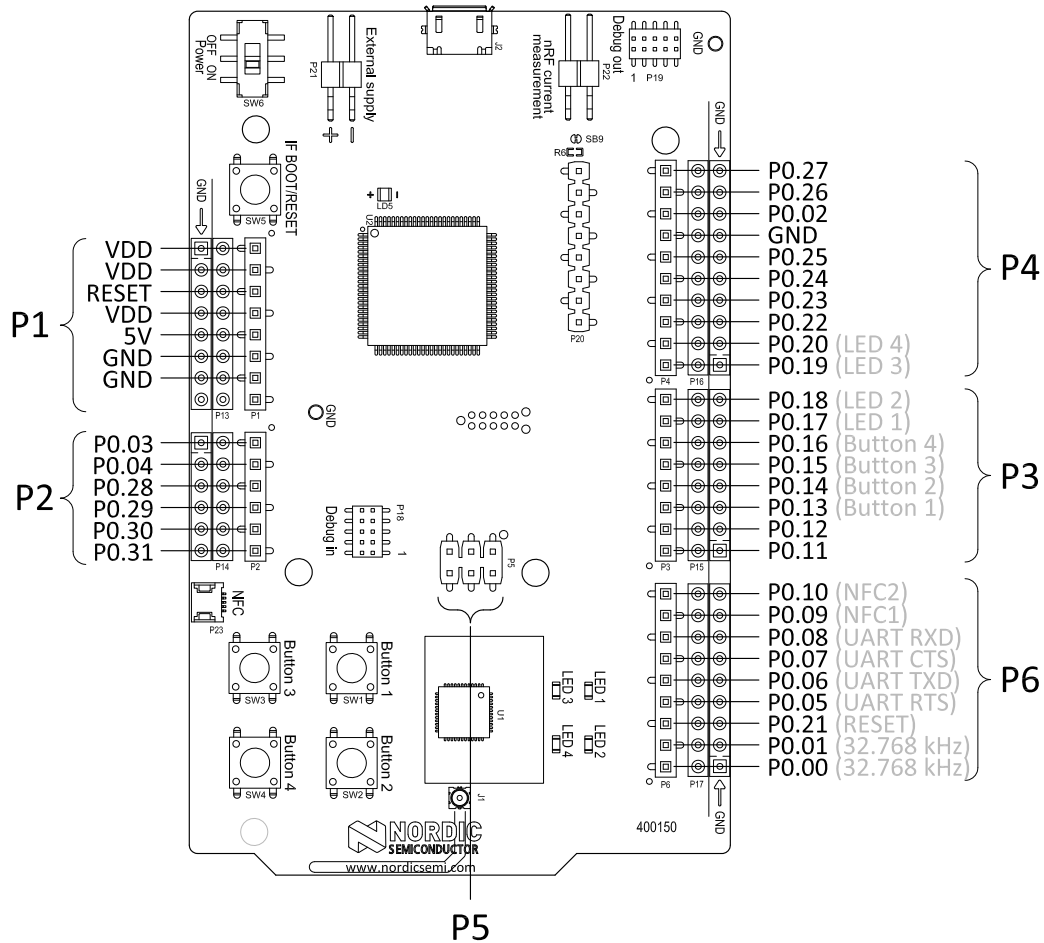 OFF ON
Power
SW6
P21
External supply
+ -
J2
nRF current
measurement
P22
Debug out
1 P19
GND
SB9
R6
GND
IF BOOT/RESET
SW5
+ -
LD5
U2
P20
GND
VDD
VDD
RESET
VDD
5V
GND
GND
P1
P13 P1
GND
P0.03
P0.04
P0.28
P0.29
P0.30
P0.31
P2
P14 P2
P0.27
P0.26
P0.02
GND
P0.25
P0.24
P0.23
P0.22
P0.20 (LED 4)
P0.19 (LED 3)
P4
P4 P16
P0.18 (LED 2)
P0.17 (LED 1)
P0.16 (Button 4)
P0.15 (Button 3)
P0.14 (Button 2)
P0.13 (Button 1)
P0.12
P0.11
P3
P3 P15
P0.10 (NFC2)
P0.09 (NFC1)
P0.08 (UART RXD)
P0.07 (UART CTS)
P0.06 (UART TXD)
P0.05 (UART RTS)
P0.21 (RESET)
P0.01 (32.768 kHz)
P0.00 (32.768 kHz)
P6
P6 P17
GND
Debug in
P18
1
P5
NFC
P23
Button 3
SW3
Button 1
SW1
Button 4
SW4
Button 2
SW2
U1
LED 3
LED 1
LED 4
LED 2
J1
400150
NORDIC
SEMICONDUCTOR
www.nordicsemi.com
P5